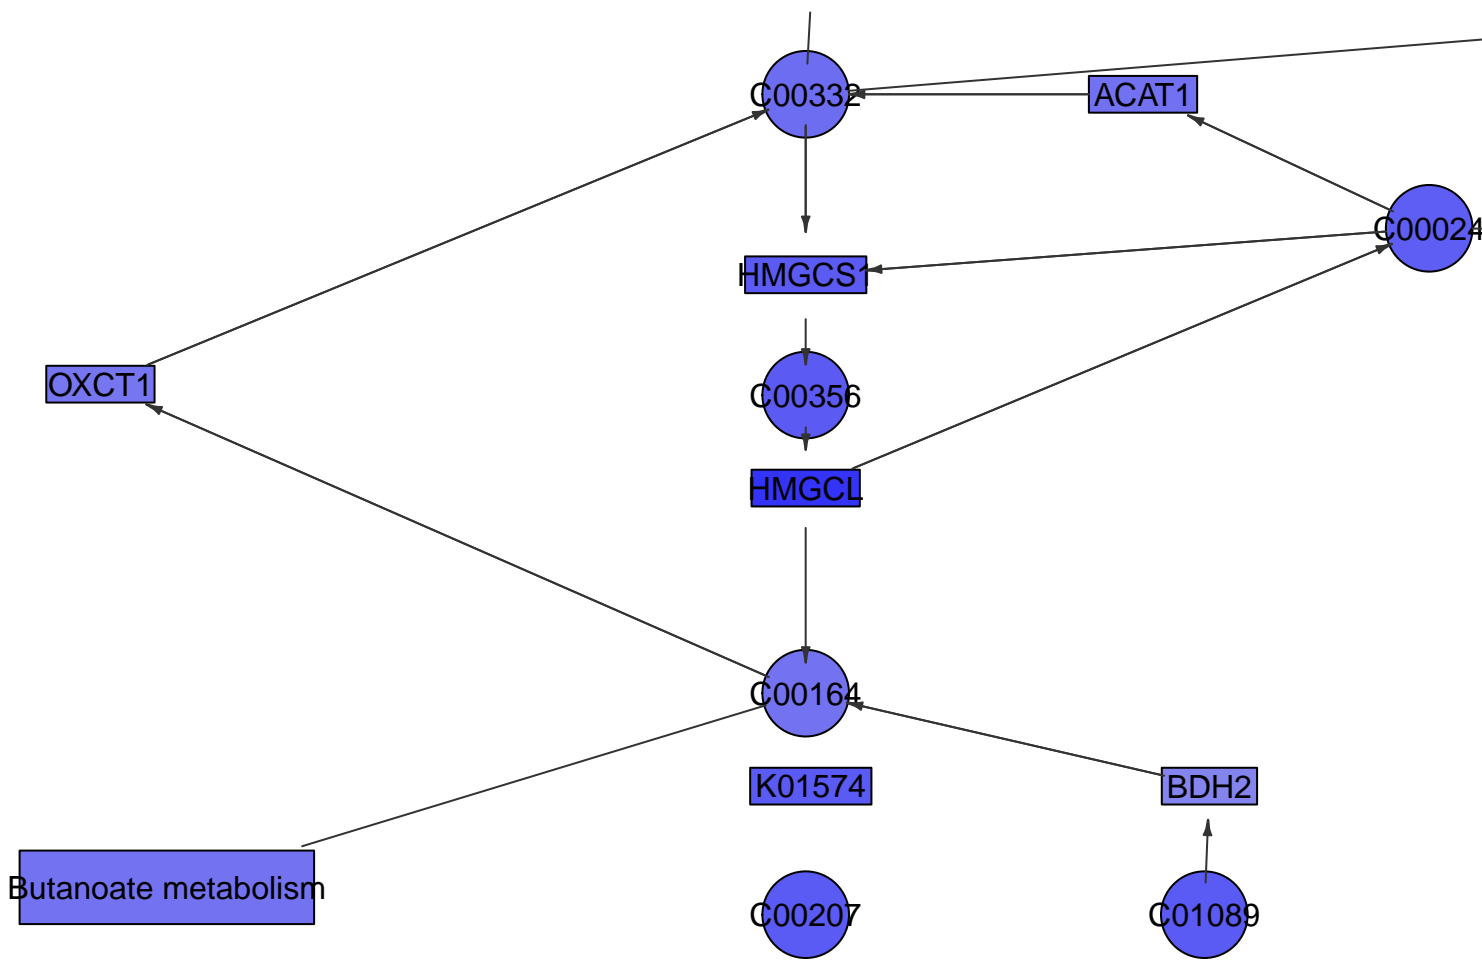 C00332
ACAT1
C00024
HMGCS1
OXCT1
C00356
HMGCL
C00164
K01574
BDH2
Butanoate metabolism
C00207
C01089